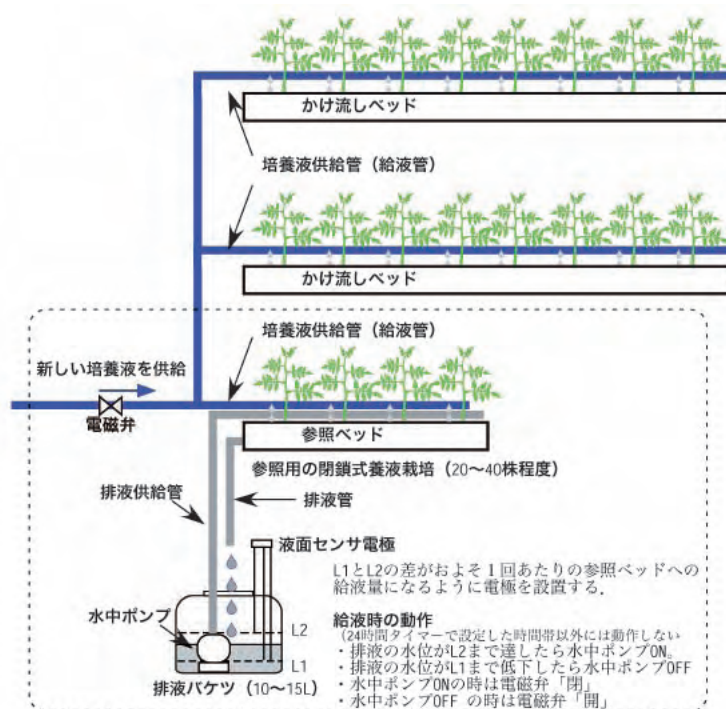 かけ流しベッド
培養液供給管（給液管）
かけ流しベッド
培養液供給管（給液管）
新しい培養液を供給
電磁弁
参照ベッド
参照用の閉鎖式養液栽培（20〜40株程度）
排液供給管
排液管
液面センサ電極
L1とL2の差がおよそ１回あたりの参照ベッドへの
給液量になるように電極を設置する．
水中ポンプ
給液時の動作
（24時間タイマーで設定した時間帯以外には動作しない
L2
・排液の水位がL2まで達したら水中ポンプON。
L1
・排液の水位がL1まで低下したら水中ポンプOFF
排液バケツ（10〜15L）
・水中ポンプONの時は電磁弁「閉」
・水中ポンプOFF の時は電磁弁「開」